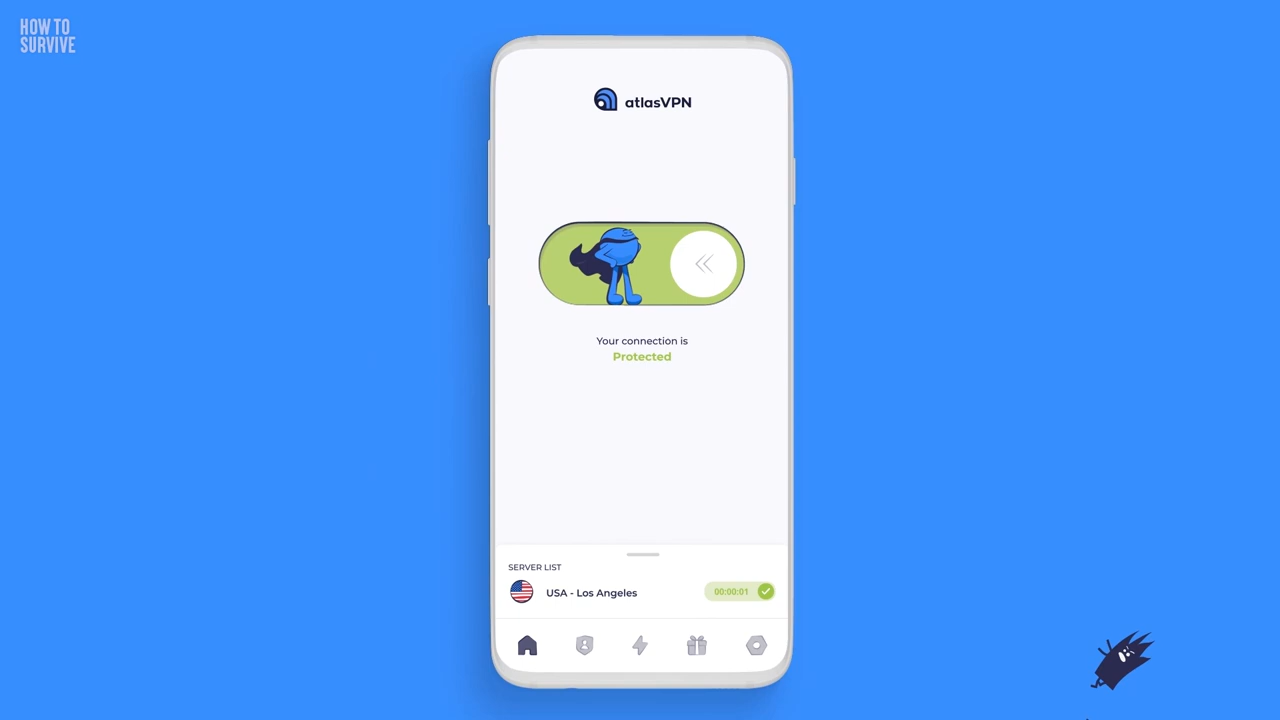 HOW TO
SURVIVE
atlasVPN
Your connection is
Protected
SERVER LIST
USA - Los Angeles
00:00:01